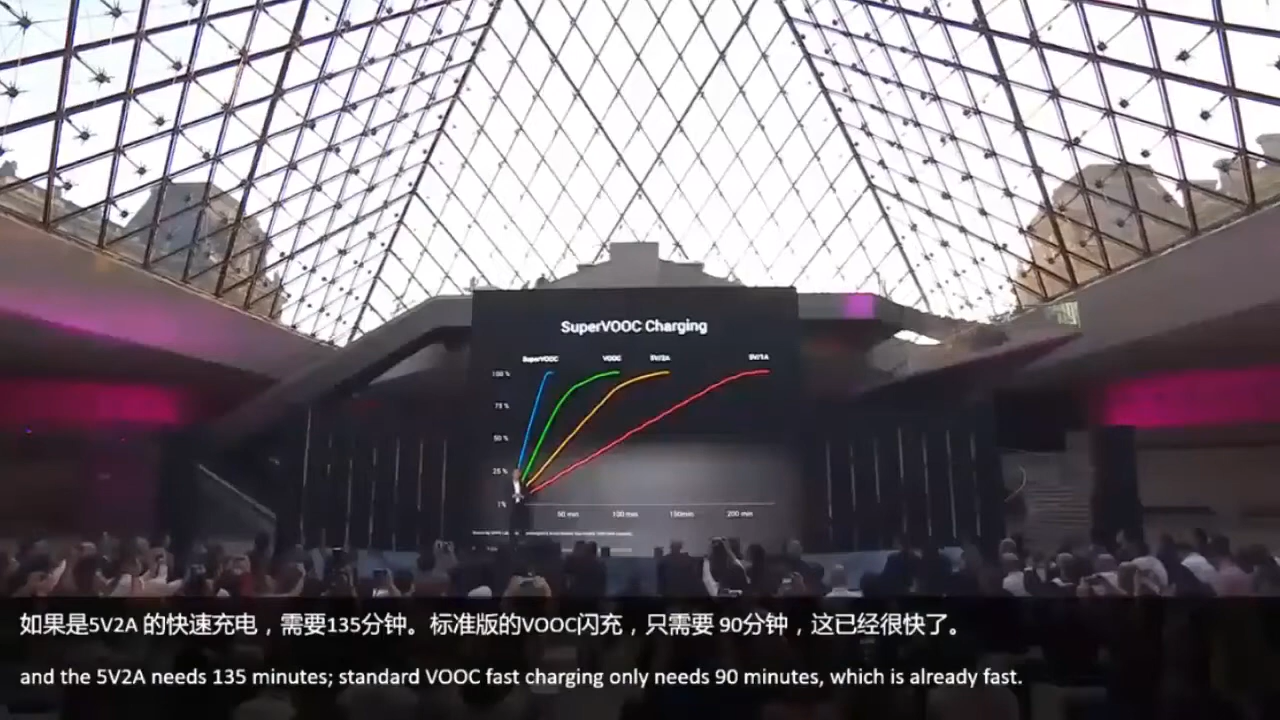 SuperVOOC Charging
SuperVOOC VOOC 5V/2A 5V/1A
100 %
75 %
50 %
25 %
1%
50 min 100 min 150min 200 min
如果是5V2A 的快速充电，需要135分钟。标准版的VOOC闪充，只需要 90分钟，这已经很快了。
and the 5V2A needs 135 minutes; standard VOOC fast charging only needs 90 minutes, which is already fast.